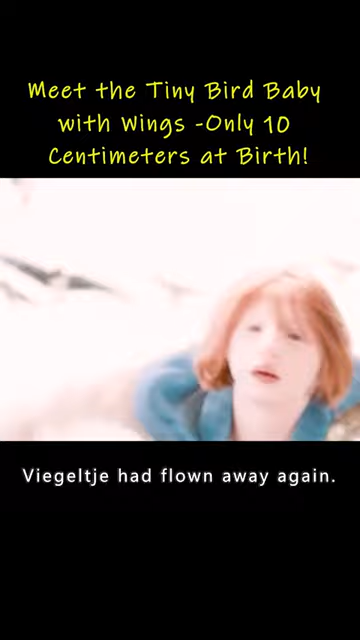 Meet the Tiny Bird Baby
with Wings -Only 10
Centimeters at Birth!
Viegeltje had flown away again.